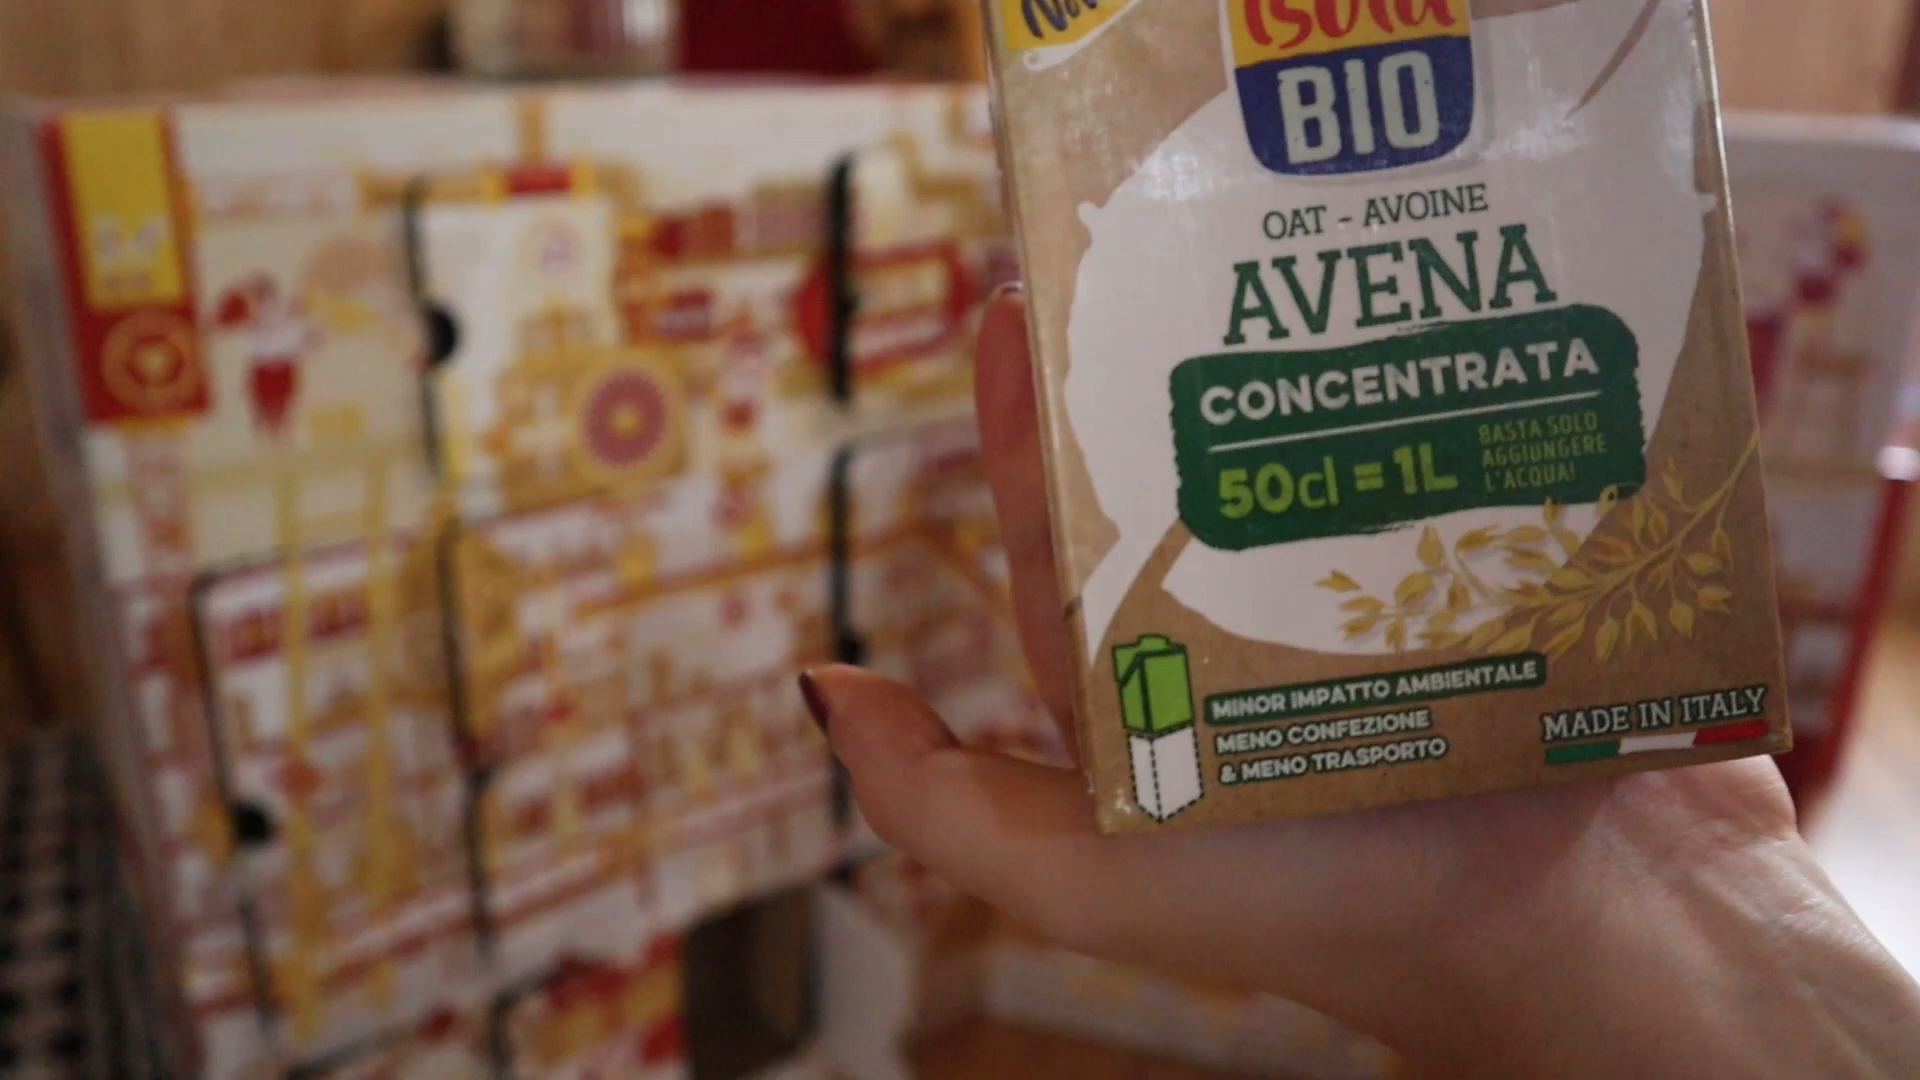 Isola
BIO
OAT - AVOINE
AVENA
CONCENTRATA
50cl = 1L
BASTA SOLO
AGGIUNGERE
L'ACQUA!
MINOR IMPATTO AMBIENTALE
MENO CONFEZIONE
& MENO TRASPORTO
MADE IN ITALY